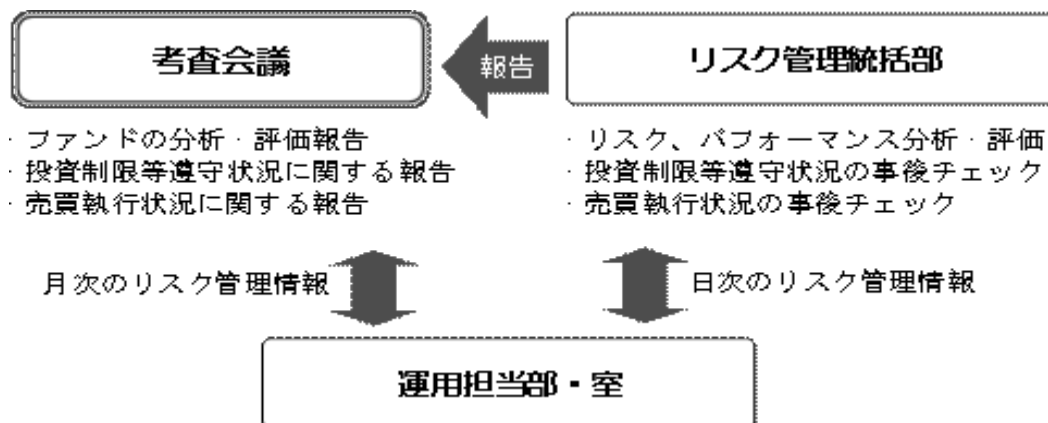 考査会議
報告
リスク管理統括部
· ファンドの分析・評価報告
· 投資制限等遵守状況に関する報告
· 売買執行状況に関する報告
· リスク、パフォーマンス分析・評価
· 投資制限等遵守状況の事後チェック
· 売買執行状況の事後チェック
月次のリスク管理情報
日次のリスク管理情報
運用担当部・室